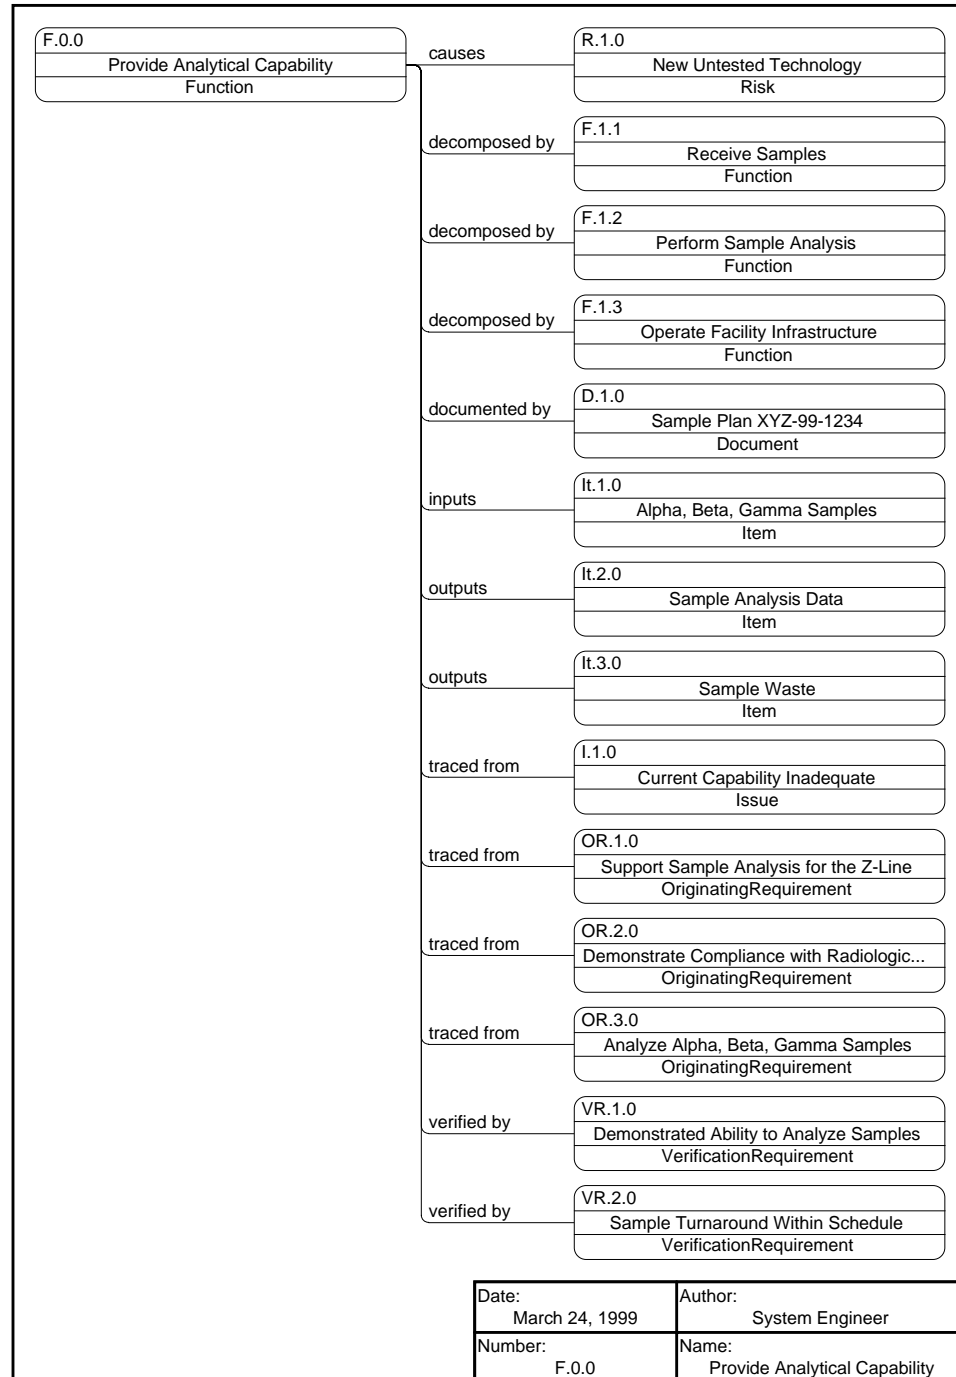 F.0.0
Provide Analytical Capability
Function
causes
R.1.0
New Untested Technology
Risk
decomposed by
F.1.1
Receive Samples
Function
decomposed by
F.1.2
Perform Sample Analysis
Function
decomposed by
F.1.3
Operate Facility Infrastructure
Function
documented by
D.1.0
Sample Plan XYZ-99-1234
Document
inputs
It.1.0
Alpha, Beta, Gamma Samples
Item
outputs
It.2.0
Sample Analysis Data
Item
outputs
It.3.0
Sample Waste
Item
traced from
I.1.0
Current Capability Inadequate
Issue
traced from
OR.1.0
Support Sample Analysis for the Z-Line
OriginatingRequirement
traced from
OR.2.0
Demonstrate Compliance with Radiologic...
OriginatingRequirement
traced from
OR.3.0
Analyze Alpha, Beta, Gamma Samples
OriginatingRequirement
verified by
VR.1.0
Demonstrated Ability to Analyze Samples
VerificationRequirement
verified by
VR.2.0
Sample Turnaround Within Schedule
VerificationRequirement
Date:
March 24, 1999
Author:
System Engineer
Number:
F.0.0
Name:
Provide Analytical Capability